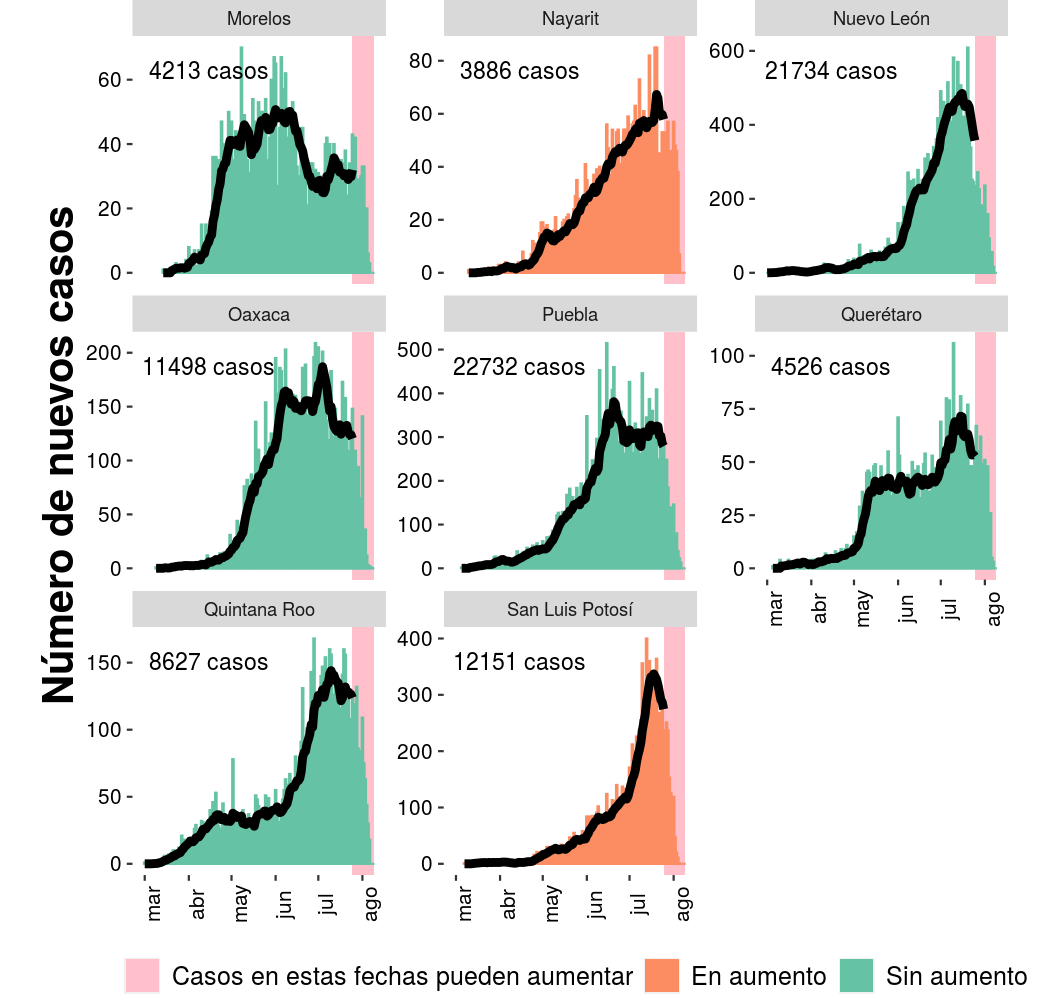 Número de nuevos casos
Morelos
4213 casos
60
40
20
0
Nayarit
3886 casos
80
60
40
20
0
Nuevo León
21734 casos
600
400
200
0
Oaxaca
11498 casos
200
150
100
50
0
Puebla
22732 casos
500
400
300
200
100
0
Querétaro
4526 casos
100
75
50
25
0
mar abr may jun jul ago
Quintana Roo
8627 casos
150
100
50
0
mar abr may jun jul ago
San Luis Potosí
12151 casos
400
300
200
100
0
mar abr may jun jul ago
Casos en estas fechas pueden aumentar En aumento Sin aumento